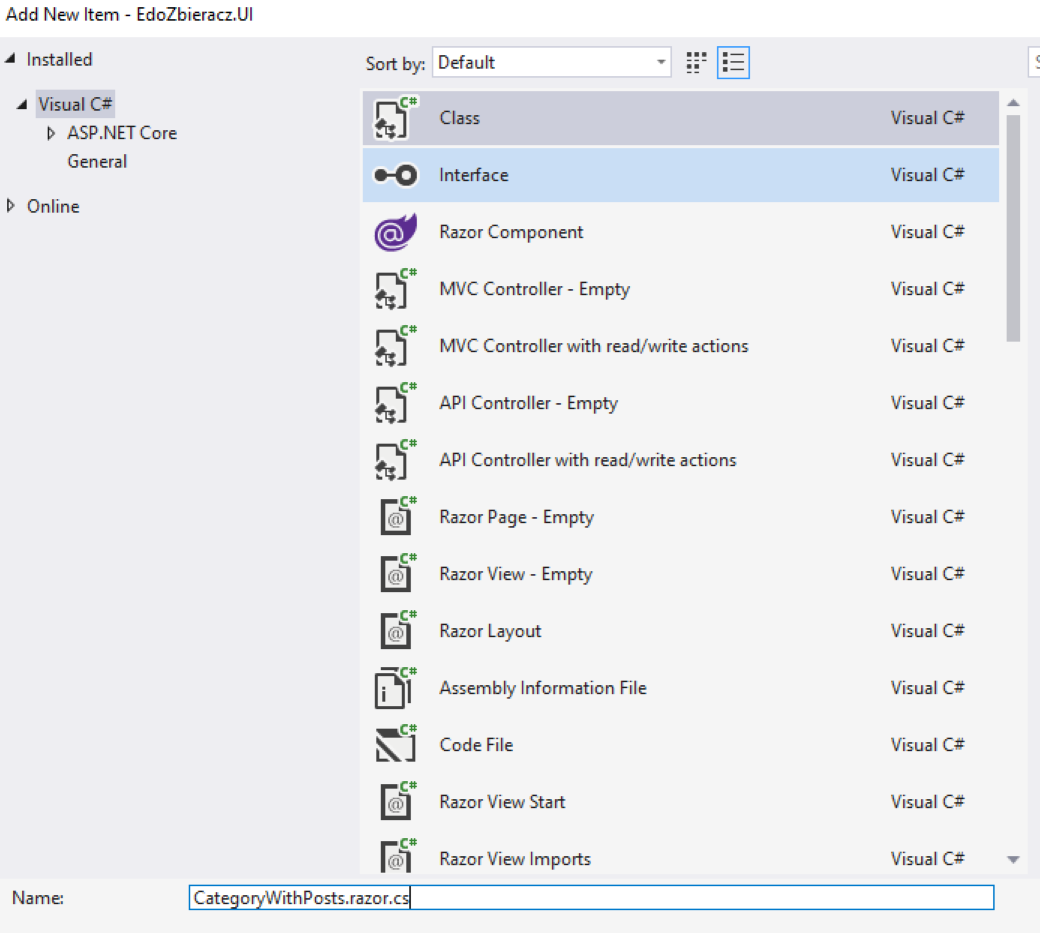 Add New Item - EdoZbieracz.UI
Installed
Sort by: Default
Visual C#
ASP.NET Core
General
Online
C# Class Visual C#
Interface Visual C#
@ Razor Component Visual C#
C# MVC Controller - Empty Visual C#
C# MVC Controller with read/write actions Visual C#
C# API Controller - Empty Visual C#
C# API Controller with read/write actions Visual C#
C# @ Razor Page - Empty Visual C#
C# @ Razor View - Empty Visual C#
C# @ Razor Layout Visual C#
C# i Assembly Information File Visual C#
C# Code File Visual C#
C# @ Razor View Start Visual C#
C# @ Razor View Imports Visual C#
Name: CategoryWithPosts.razor.cs